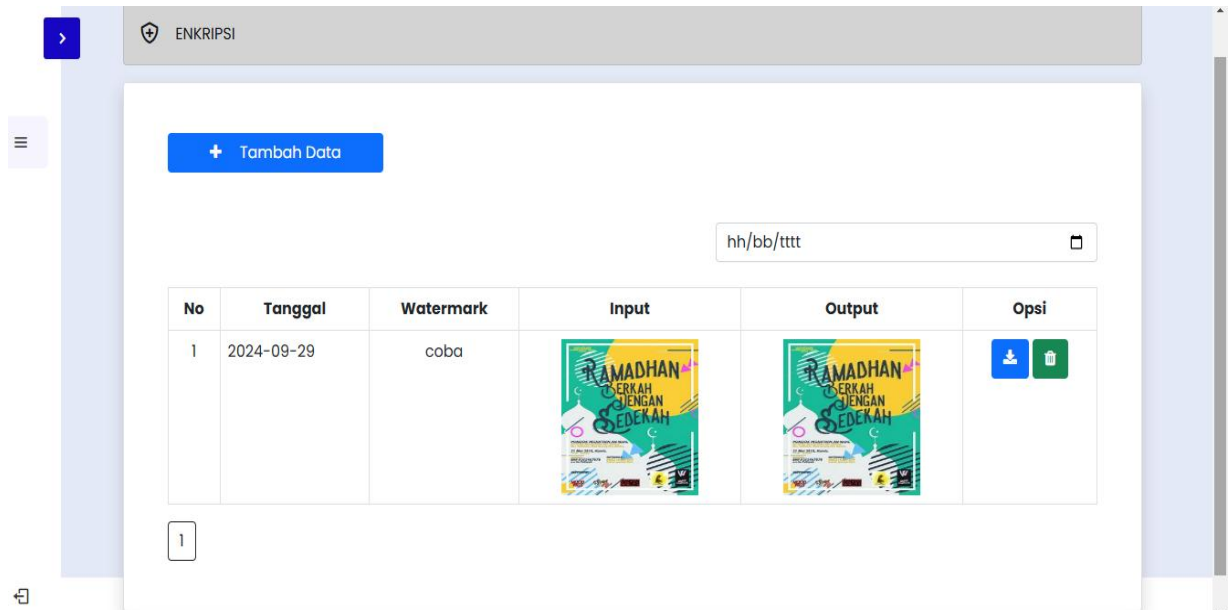 ENKRIPSI
Tambah Data
hh/bb/tttt
No Tanggal Watermark Input Output Opsi
1 2024-09-29 coba
RAMADHAN
BERKAH
DENGAN
SEDEKAH
RAMADHAN
BERKAH
DENGAN
SEDEKAH
1